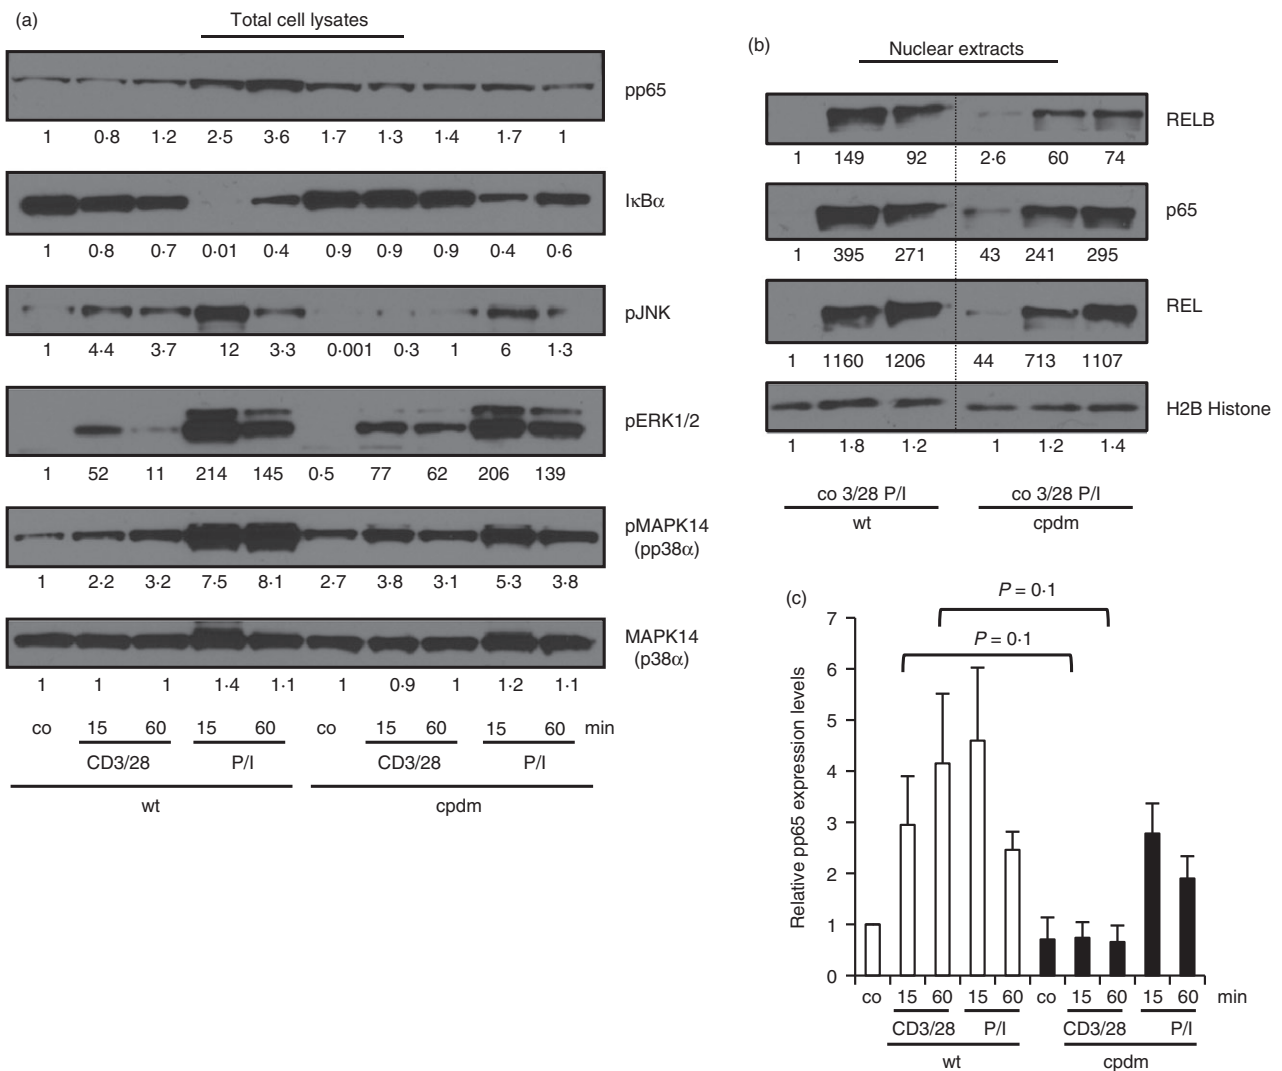 (a)
Total cell lysates
pp65
1 0·8 1·2 2·5 3·6 1·7 1·3 1·4 1·7 1
IκBα
1 0·8 0·7 0·01 0·4 0·9 0·9 0·9 0·4 0·6
pJNK
1 4·4 3·7 12 3·3 0·001 0·3 1 6 1·3
pERK1/2
1 52 11 214 145 0·5 77 62 206 139
pMAPK14
(pp38α)
1 2·2 3·2 7·5 8·1 2·7 3·8 3·1 5·3 3·8
MAPK14
(p38α)
1 1 1 1·4 1·1 1 0·9 1 1·2 1·1
co 15 60 15 60 co 15 60 15 60 min
CD3/28 P/I CD3/28 P/I
wt cpdm
(b)
Nuclear extracts
RELB
1 149 92 2·6 60 74
p65
1 395 271 43 241 295
REL
1 1160 1206 44 713 1107
H2B Histone
1 1·8 1·2 1 1·2 1·4
co 3/28 P/I co 3/28 P/I
wt cpdm
(c)
P = 0·1
P = 0·1
Relative pp65 expression levels
7
6
5
4
3
2
1
0
co 15 60 15 60 co 15 60 15 60 min
CD3/28 P/I CD3/28 P/I
wt cpdm